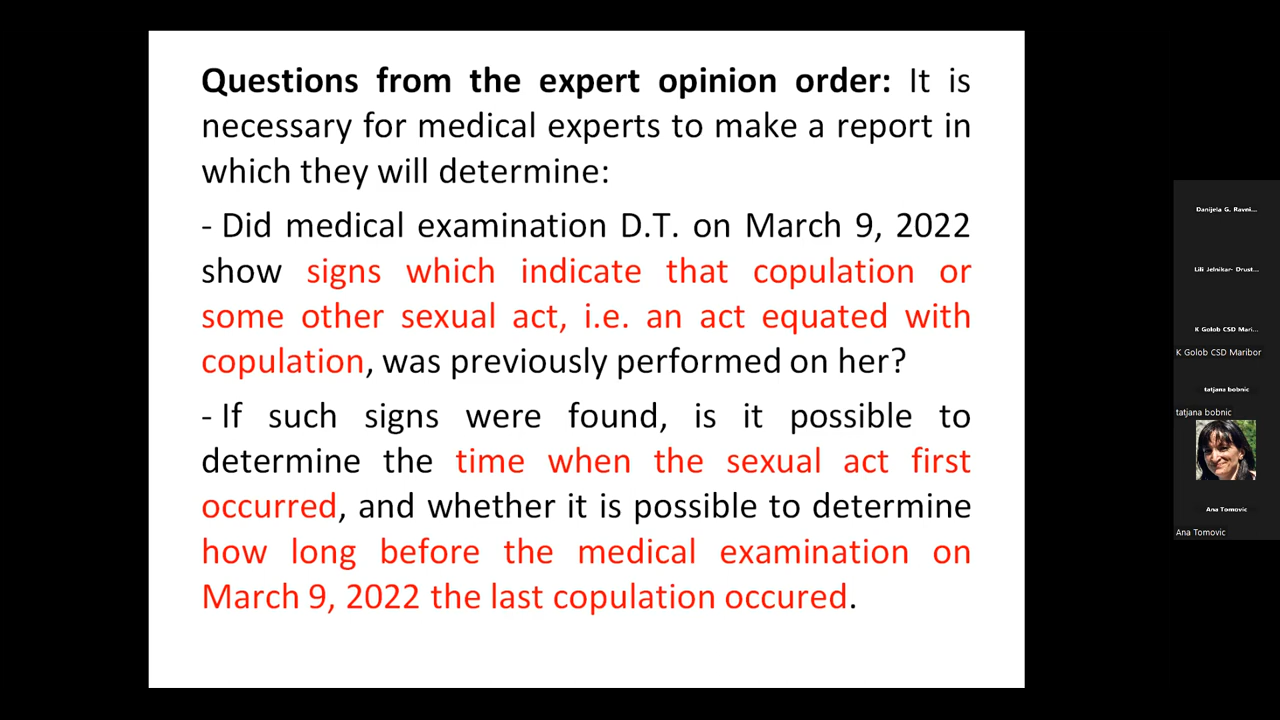 Questions from the expert opinion order: It is
necessary for medical experts to make a report in
which they will determine:
- Did medical examination D.T. on March 9, 2022
show signs which indicate that copulation or
some other sexual act, i.e. an act equated with
copulation, was previously performed on her?
- If such signs were found, is it possible to
determine the time when the sexual act first
occurred, and whether it is possible to determine
how long before the medical examination on
March 9, 2022 the last copulation occured.
Danijela G. Ravni...
Lili Jelnikar- Drust...
K Golob CSD Mari...
K Golob CSD Maribor
tatjana bobnic
tatjana bobnic
Ana Tomovic
Ana Tomovic